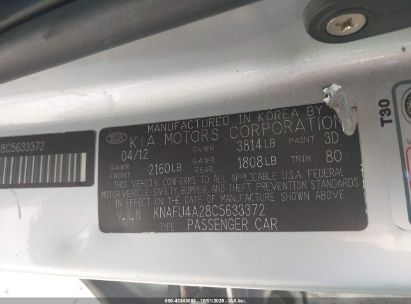 MANUFACTURED IN KOREA BY
KIA KIA MOTORS CORPORATION
04/12 GVWR 3814LB PAINT 3D
GAWR FRONT 2160LB GAWR REAR 1808LB TRIM 80
THIS VEHICLE CONFORMS TO ALL APPLICABLE U.S.A. FEDERAL
MOTOR VEHICLE SAFETY, BUMPER, AND THEFT PREVENTION STANDARDS
IN EFFECT ON THE DATE OF MANUFACTURE SHOWN ABOVE.
V.I.N KNAFU4A28C5633372
TYPE: PASSENGER CAR
28C5633372
T30